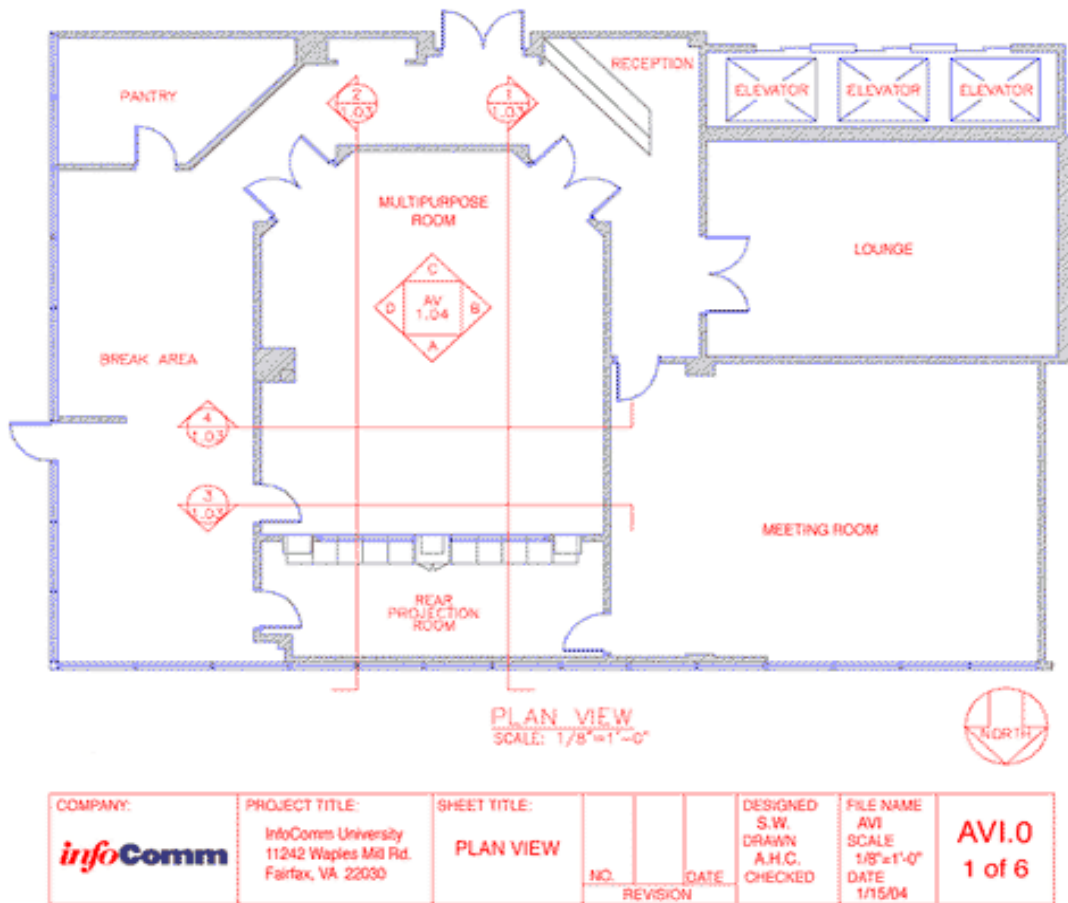 RECEPTION
PANTRY
ELEVATOR
ELEVATOR
ELEVATOR
2
1.03
1
1.03
MULTIPURPOSE
ROOM
LOUNGE
C
D
AV
1.04
B
A
BREAK AREA
4
1.03
3
1.03
MEETING ROOM
REAR
PROJECTION
ROOM
PLAN VIEW
SCALE: 1/8"=1'-0"
NORTH
COMPANY:
infoComm
PROJECT TITLE:
InfoComm University
11242 Waples Mill Rd.
Fairfax, VA 22030
SHEET TITLE:
PLAN VIEW
NO.
DATE
REVISION
DESIGNED
S.W.
DRAWN
A.H.C.
CHECKED
FILE NAME
AVI
SCALE
1/8"=1'-0"
DATE
1/15/04
AVI.0
1 of 6